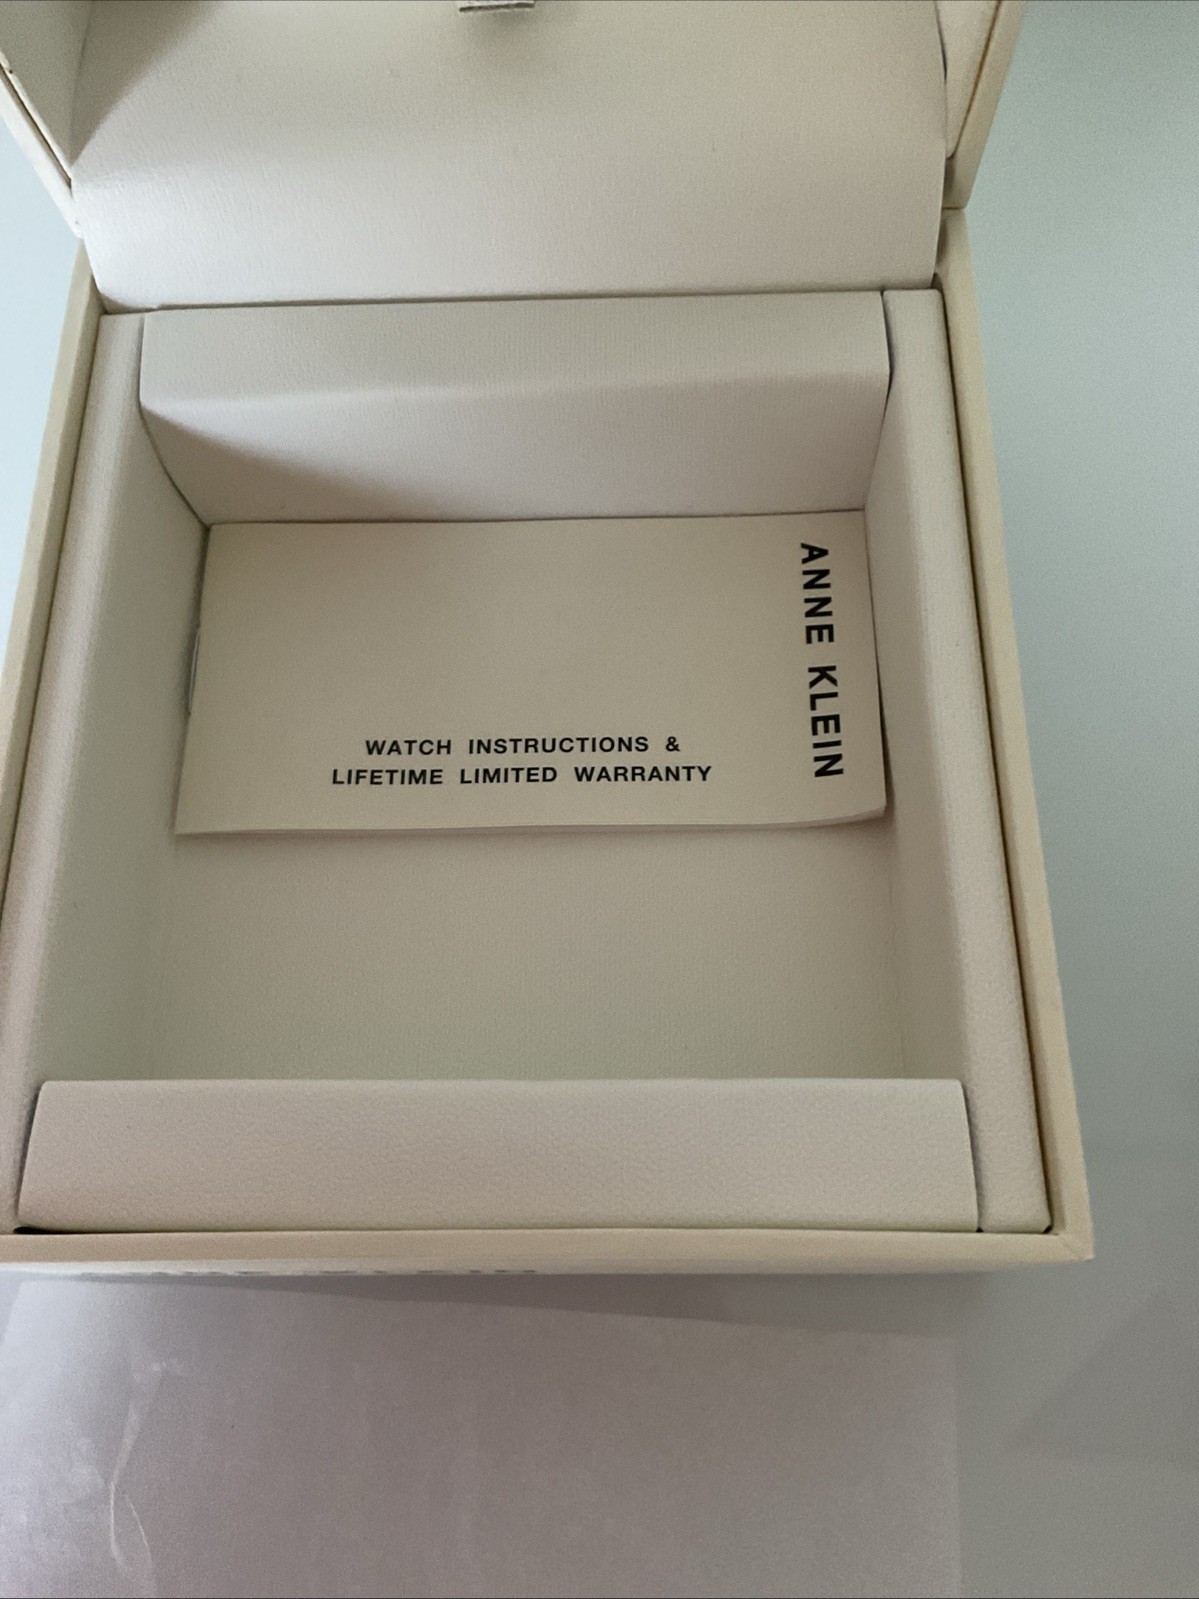 ANNE KLEIN
WATCH INSTRUCTIONS &
LIFETIME LIMITED WARRANTY